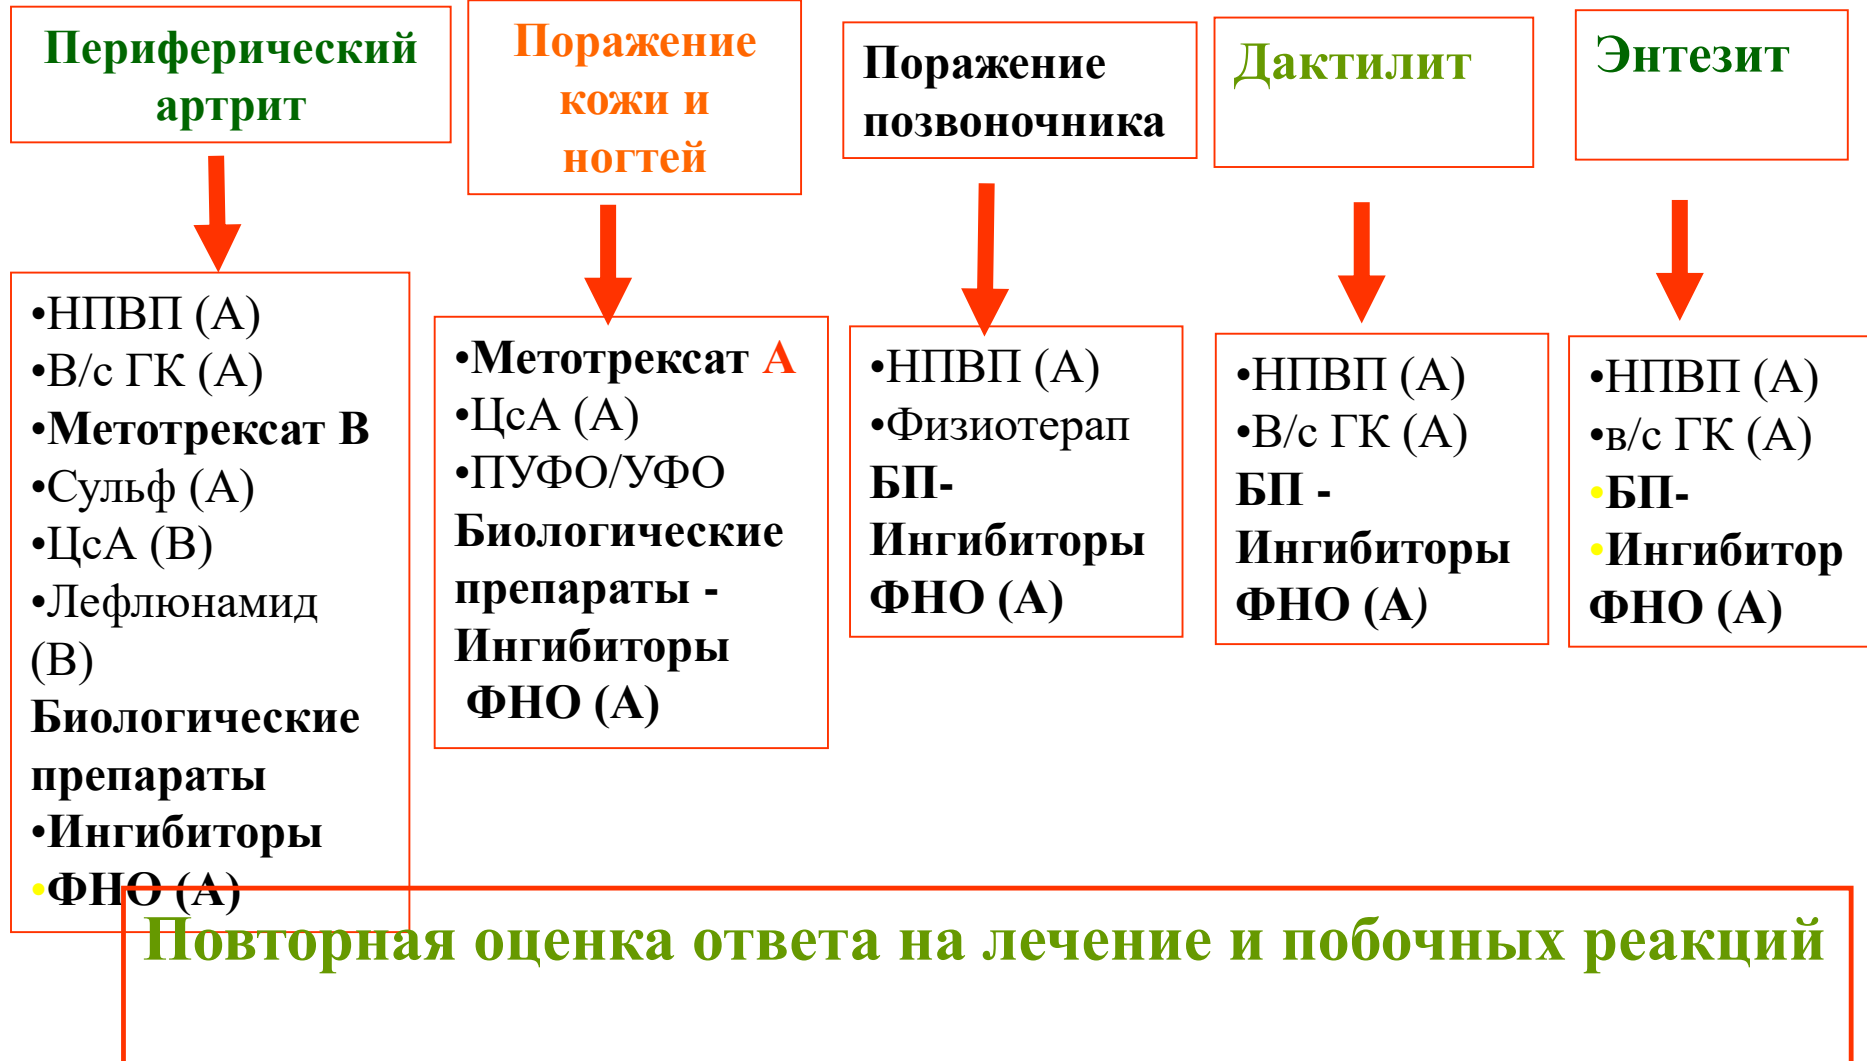 Периферический
артрит
Поражение
кожи и
ногтей
Поражение
позвоночника
Дактилит
Энтезит
•НПВП (А)
•В/с ГК (А)
•Метотрексат В
•Сульф (А)
•ЦсА (В)
•Лефлюнамид
(В)
Биологические
препараты
•Ингибиторы
•ФНО (А)
•Метотрексат А
•ЦсА (А)
•ПУФО/УФО
Биологические
препараты -
Ингибиторы
ФНО (А)
•НПВП (А)
•Физиотерап
БП-
Ингибиторы
ФНО (А)
•НПВП (А)
•В/с ГК (А)
БП -
Ингибиторы
ФНО (А)
•НПВП (А)
•в/с ГК (А)
•БП-
•Ингибитор
ФНО (А)
Повторная оценка ответа на лечение и побочных реакций